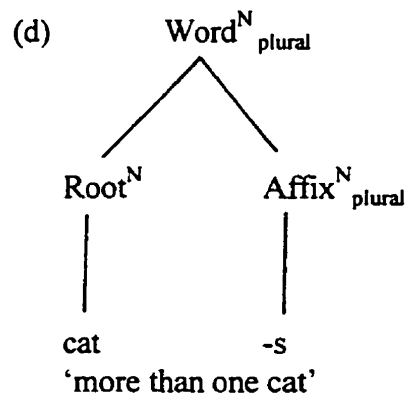 (d) Word^N_plural
Root^N Affix^N_plural
cat -s
'more than one cat'